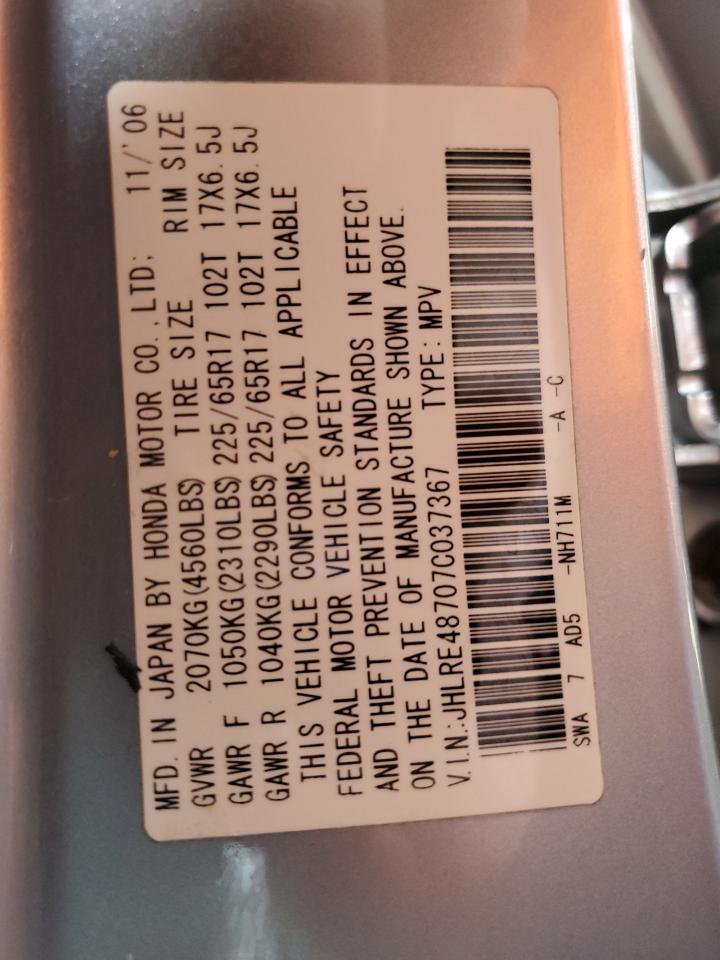 MFD. IN JAPAN BY HONDA MOTOR CO., LTD: 11/'06
GVWR 2070KG(4560LBS) TIRE SIZE RIM SIZE
GAWR F 1050KG(2310LBS) 225/65R17 102T 17X6.5J
GAWR R 1040KG(2290LBS) 225/65R17 102T 17X6.5J
THIS VEHICLE CONFORMS TO ALL APPLICABLE
FEDERAL MOTOR VEHICLE SAFETY
AND THEFT PREVENTION STANDARDS IN EFFECT
ON THE DATE OF MANUFACTURE SHOWN ABOVE.
V.I.N.:JHLRE48707C037367 TYPE:MPV
SWA 7 AD5 -NH711M -A -C